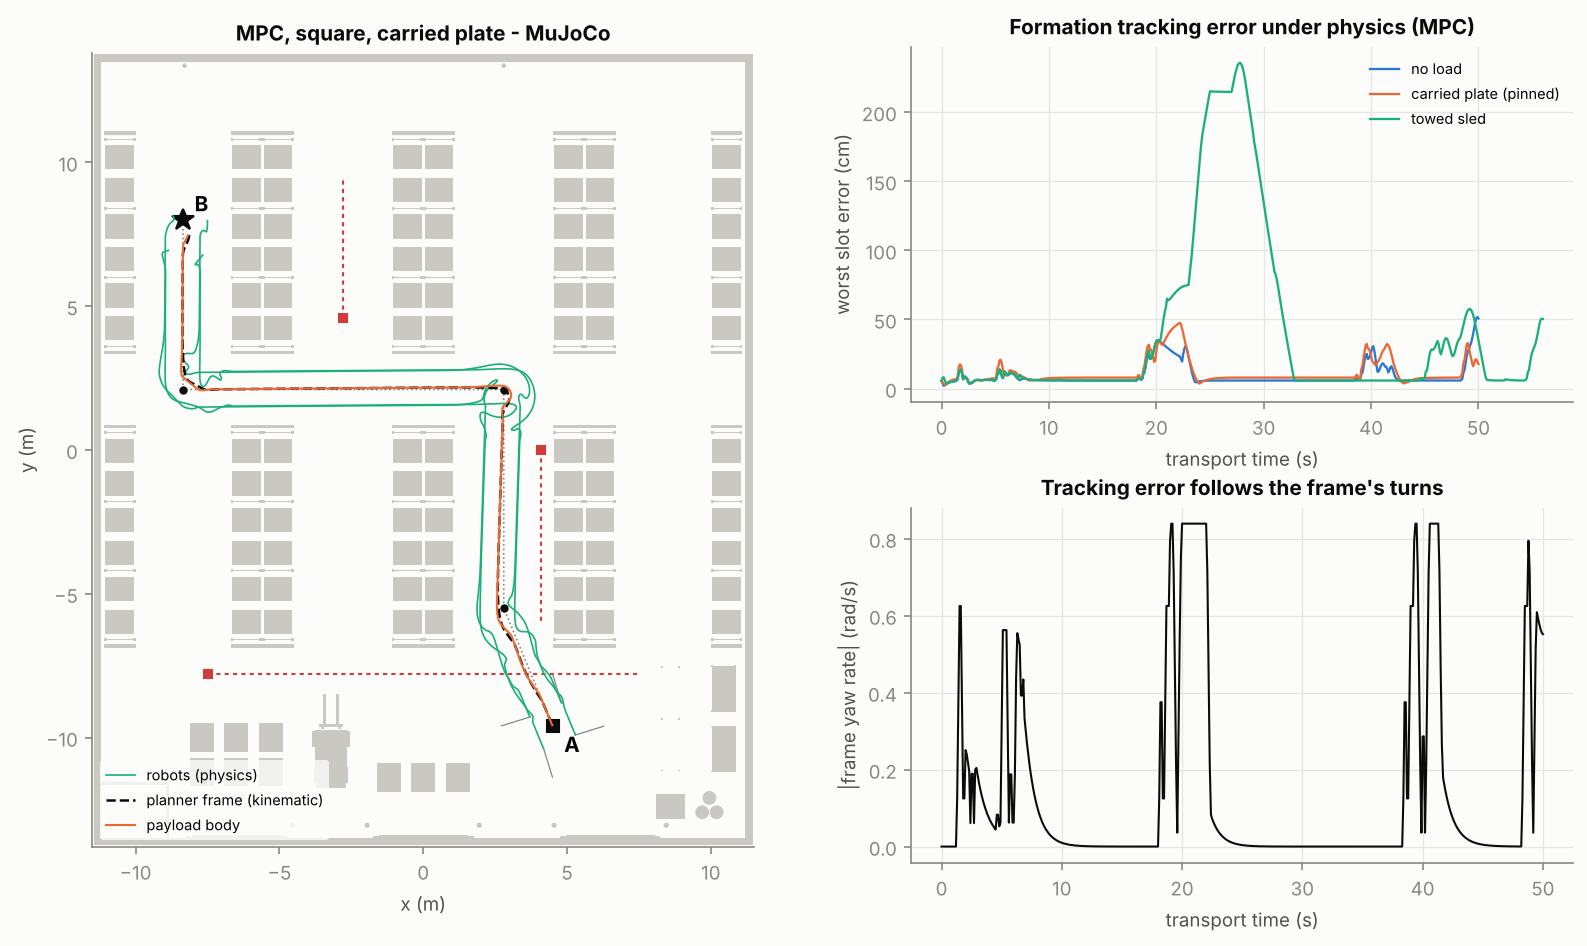 MPC, square, carried plate - MuJoCo
y (m)
10
5
0
−5
−10
B
A
robots (physics)
planner frame (kinematic)
payload body
−10 −5 0 5 10
x (m)
Formation tracking error under physics (MPC)
worst slot error (cm)
200
150
100
50
0
no load
carried plate (pinned)
towed sled
0 10 20 30 40 50
transport time (s)
Tracking error follows the frame's turns
|frame yaw rate| (rad/s)
0.8
0.6
0.4
0.2
0.0
0 10 20 30 40 50
transport time (s)